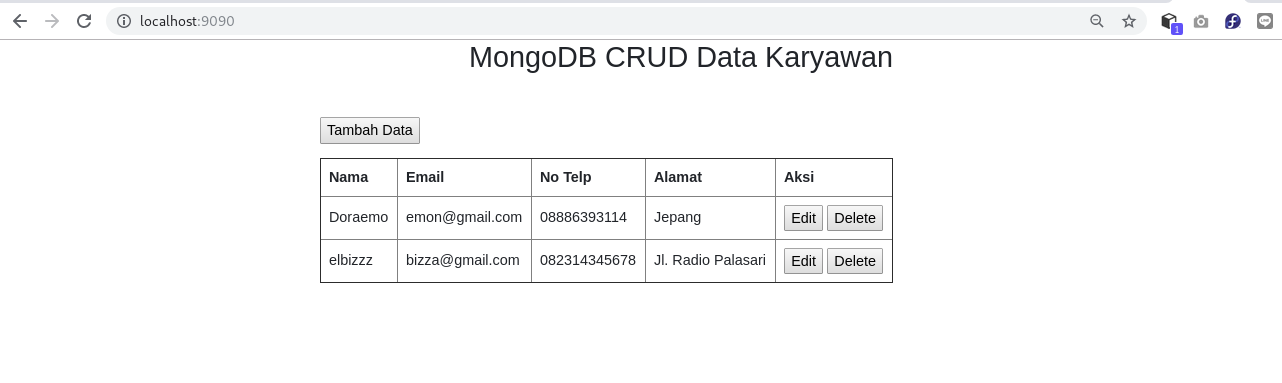 localhost:9090
1
MongoDB CRUD Data Karyawan
Tambah Data
Nama Email No Telp Alamat Aksi
Doraemo emon@gmail.com 08886393114 Jepang Edit Delete
elbizzz bizza@gmail.com 082314345678 Jl. Radio Palasari Edit Delete